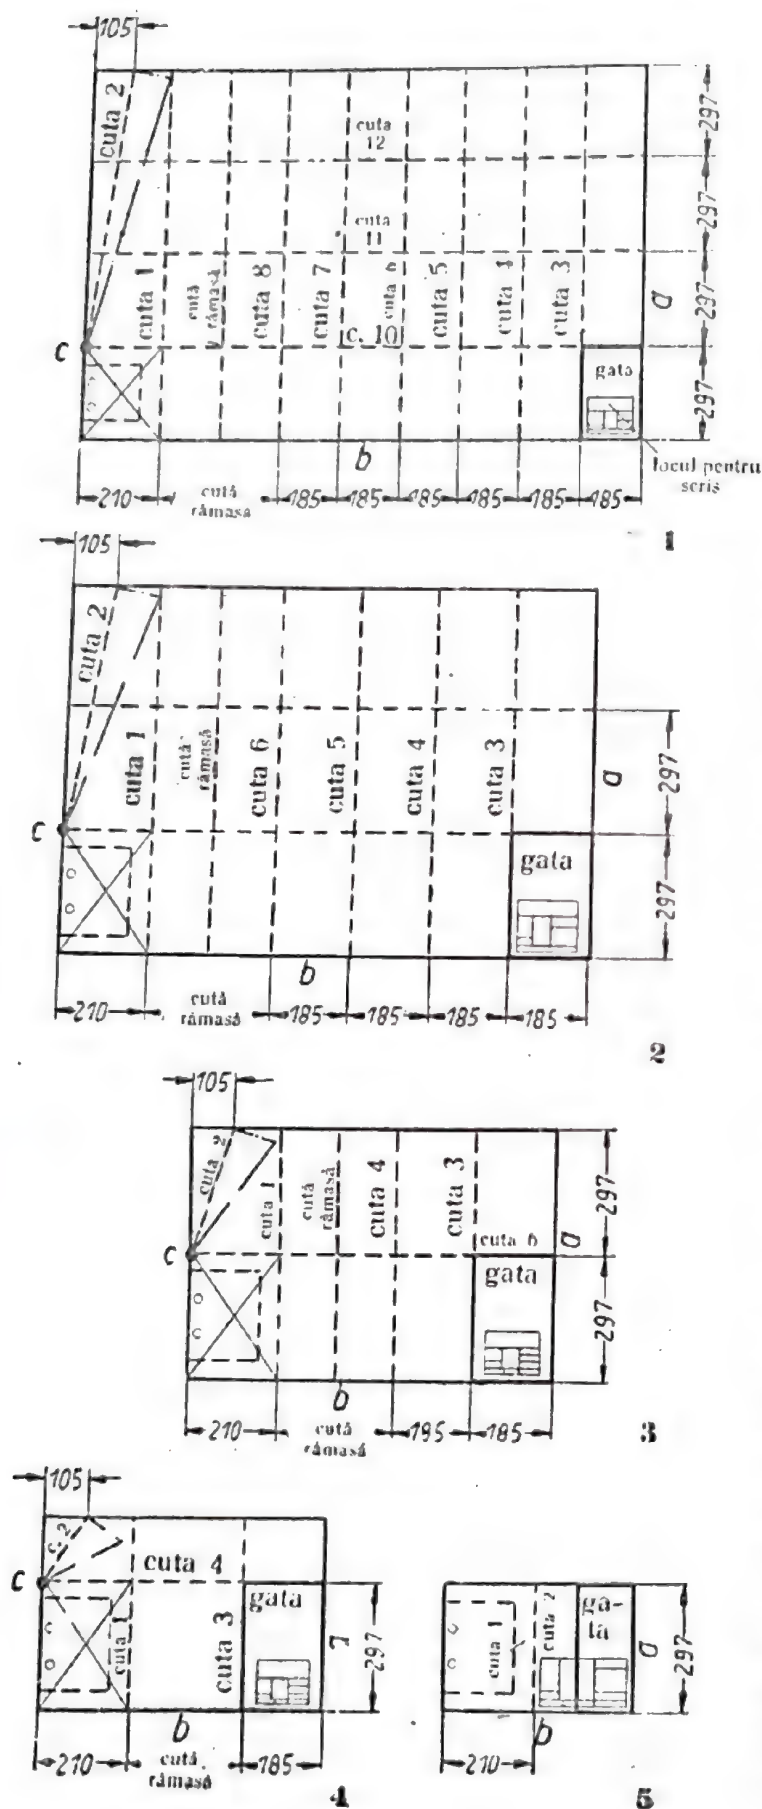 105
cuta 2
cuta
12
cuta
11
cuta 1
cută
rămasă
cuta 8
cuta 7
cuta 6
cuta 5
cuta 4
cuta 3
c. 10
a
297
297
297
297
c
gata
b
locul pentru
scris
210
cută
rămasă
185
185
185
185
185
185
1
105
cuta 2
cuta 1
cută
rămasă
cuta 6
cuta 5
cuta 4
cuta 3
a
297
297
c
gata
b
210
cută
rămasă
185
185
185
185
2
105
cuta 2
cuta 1
cută
rămasă
cuta 4
cuta 3
cuta 6
a
297
297
c
gata
b
210
cută
rămasă
195
185
3
105
c. 2
cuta 4
c
cuta 1
cuta 3
gata
297
b
210
cută
rămasă
185
4
cuta 1
cuta 2
ga-
ta
a
297
b
210
5